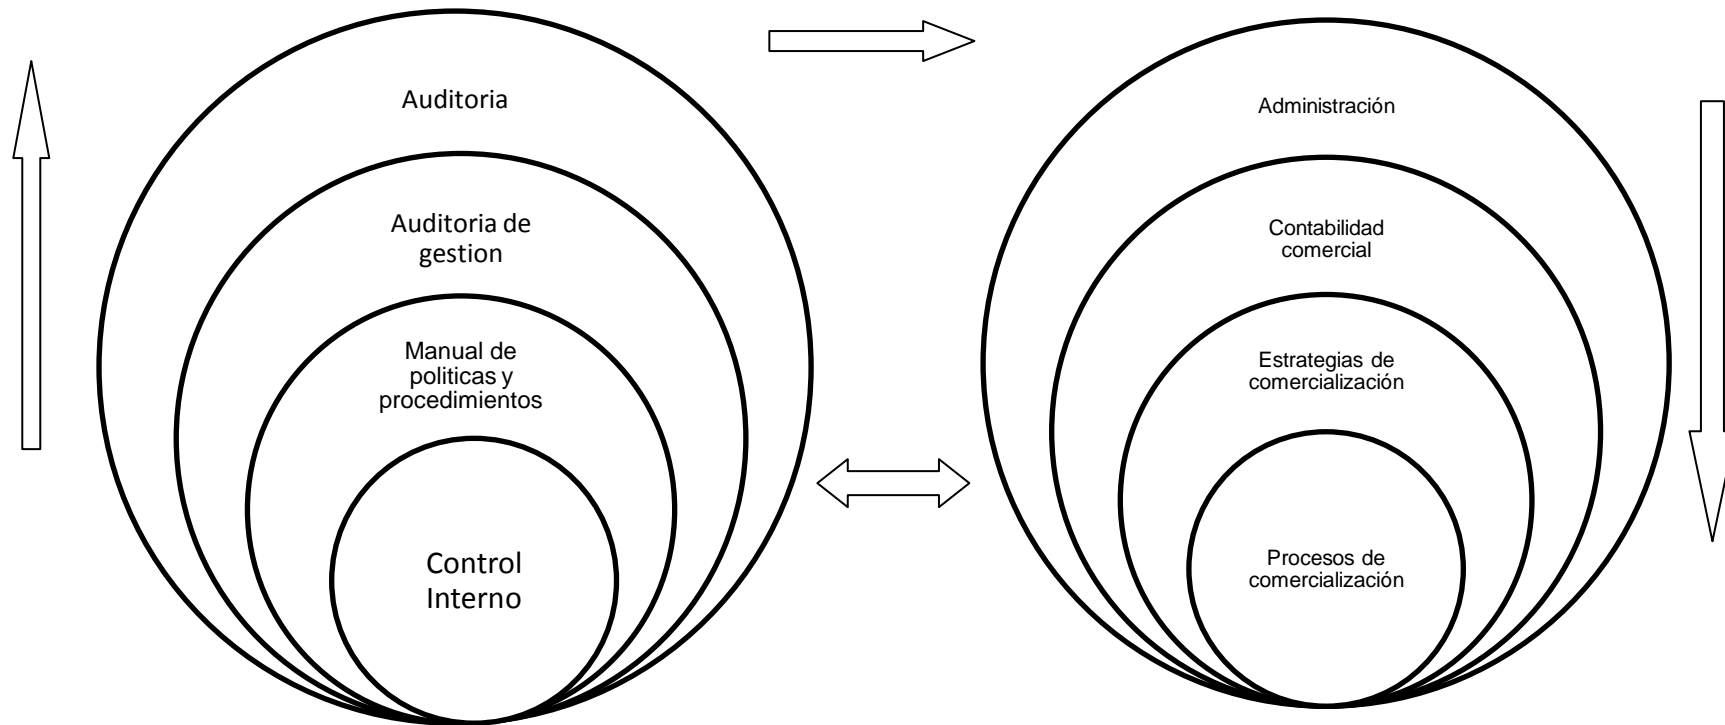 Auditoria
Auditoria de
gestion
Manual de
politicas y
procedimientos
Control
Interno
Administración
Contabilidad
comercial
Estrategias de
comercialización
Procesos de
comercialización